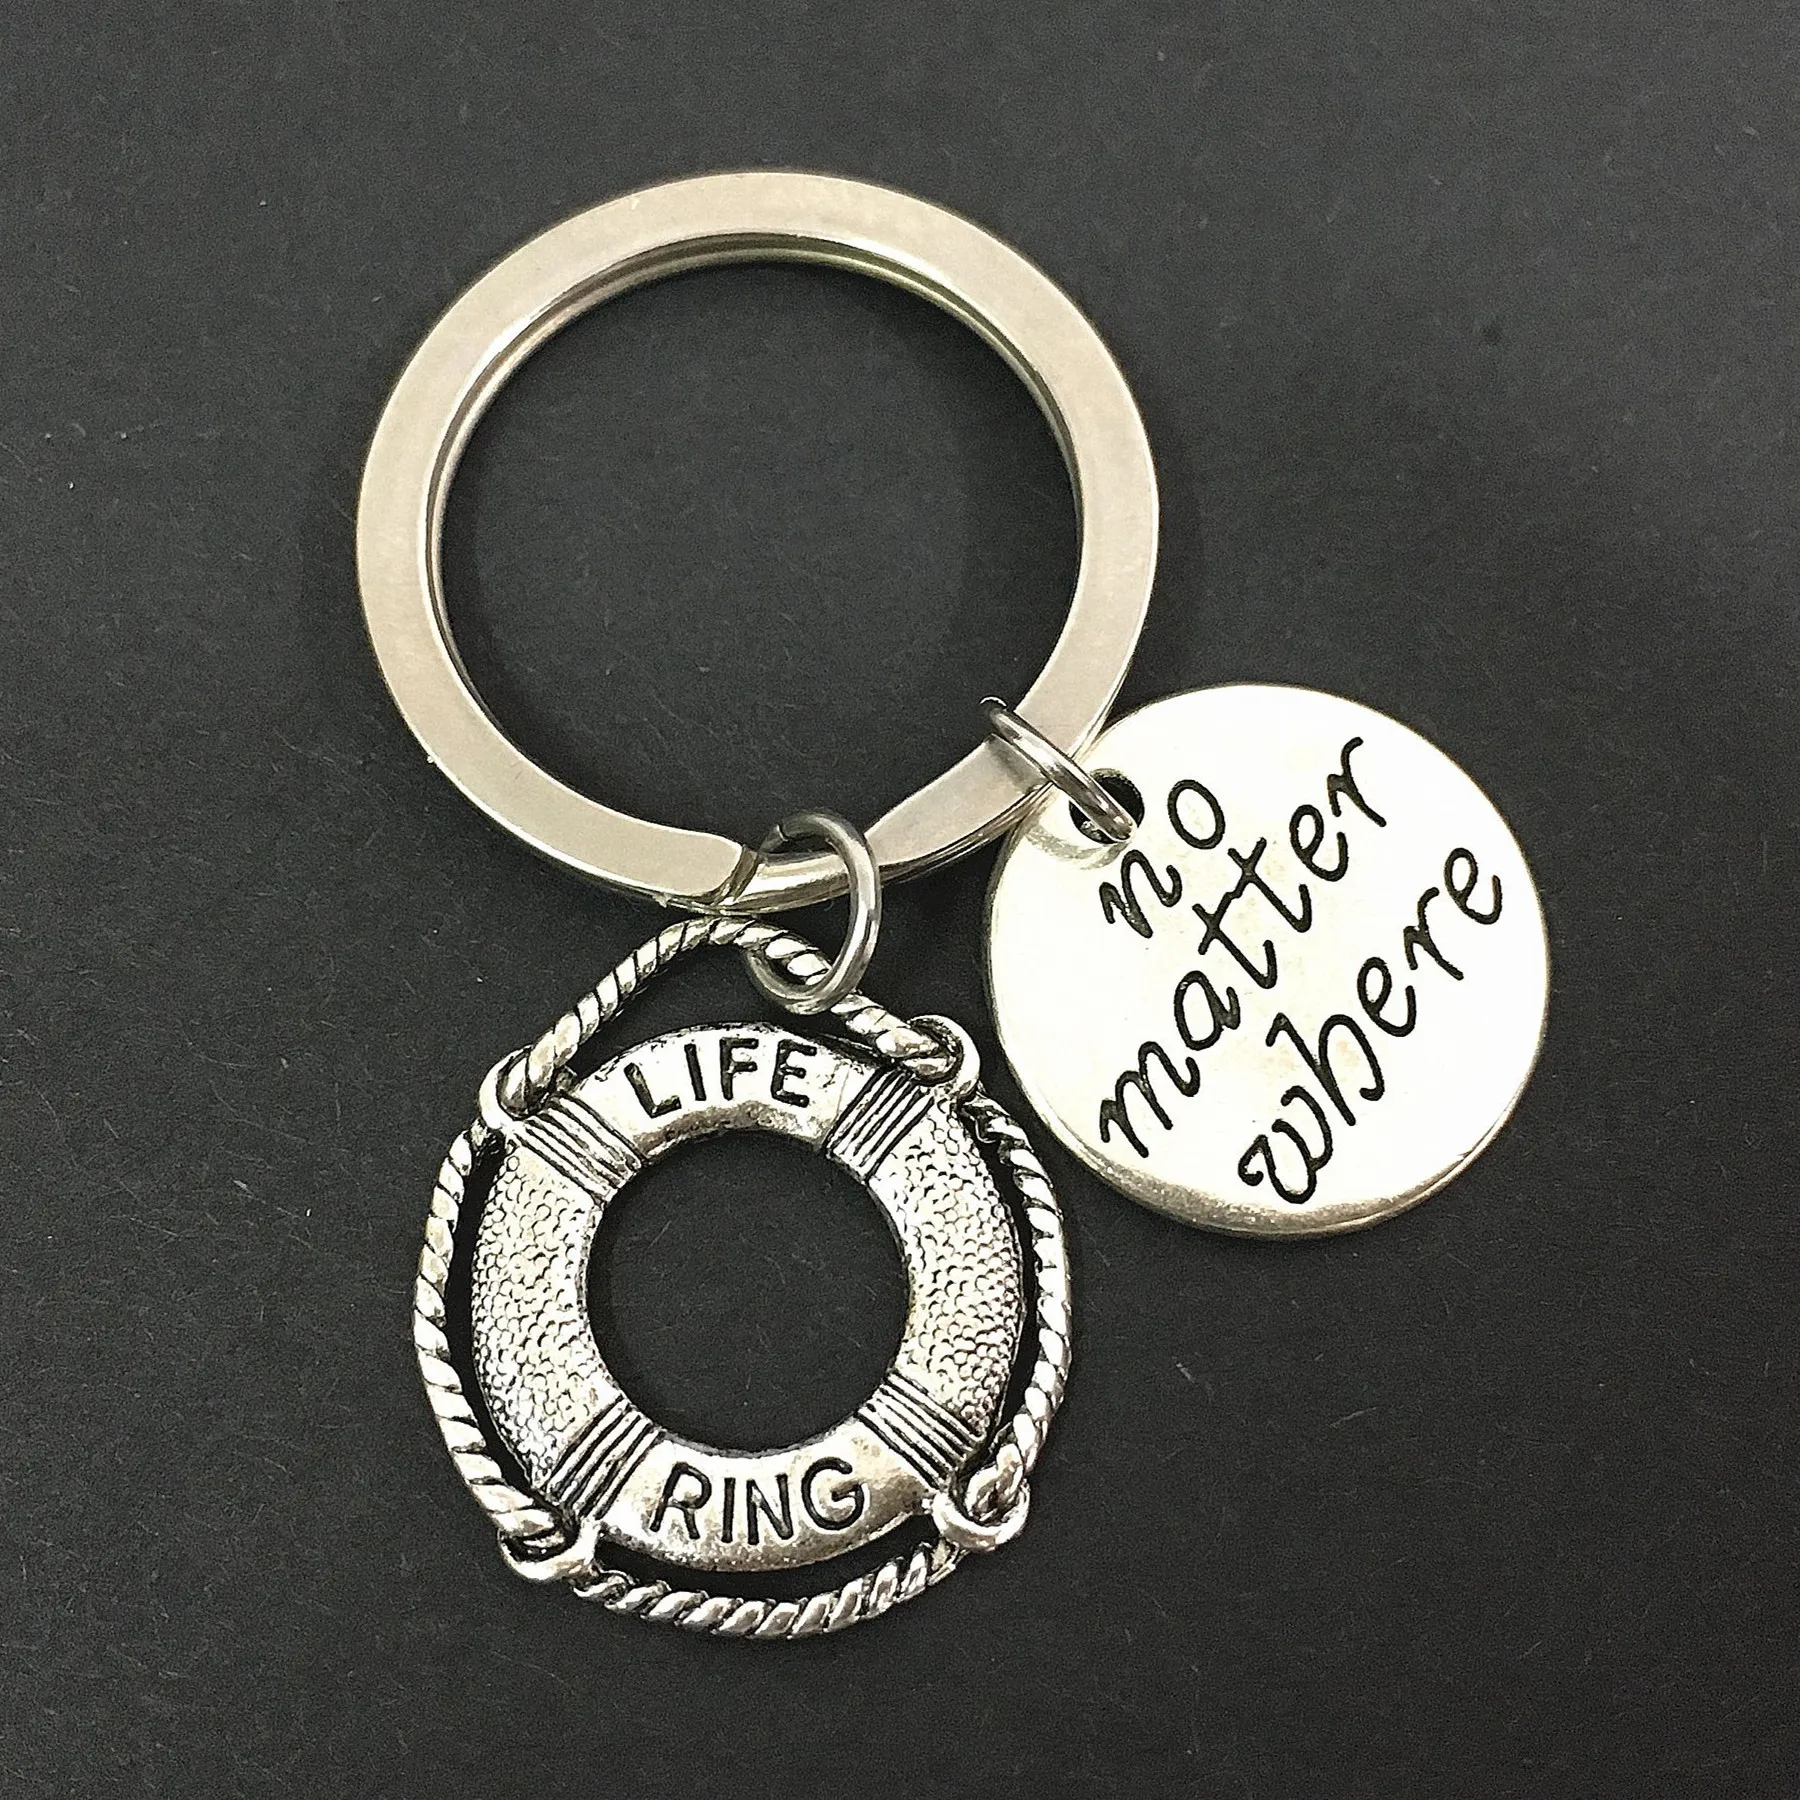 no
matter
where
LIFE
RING